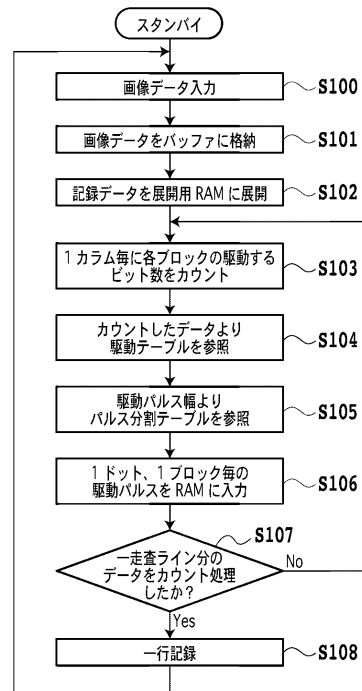 スタンバイ
画像データ入力
S100
画像データをバッファに格納
S101
記録データを展開用 RAM に展開
S102
1 カラム毎に各ブロックの駆動する
ビット数をカウント
S103
カウントしたデータより
駆動テーブルを参照
S104
駆動パルス幅より
パルス分割テーブルを参照
S105
1 ドット、1 ブロック毎の
駆動パルスを RAM に入力
S106
S107
一走査ライン分の
データをカウント処理
したか？
No
Yes
一行記録
S108